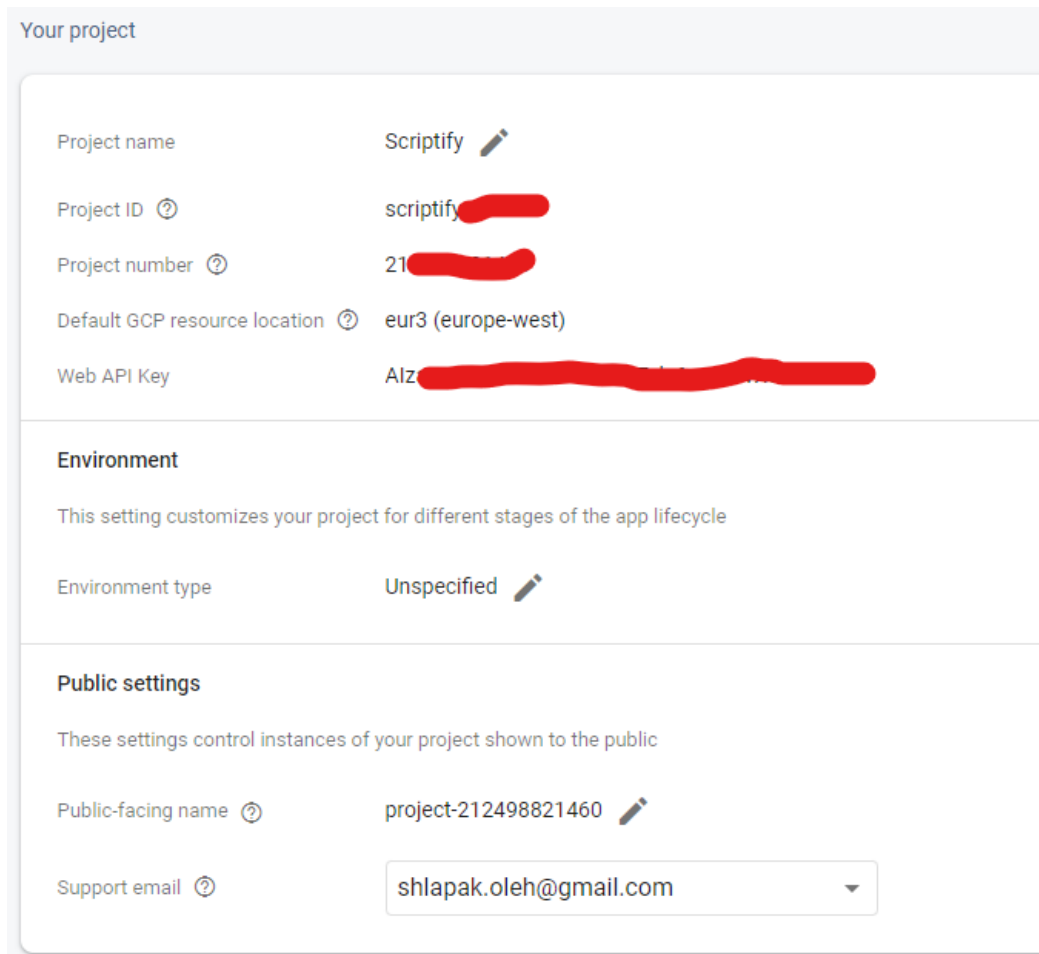 Your project
Project name Scriptify
Project ID scriptify
Project number 21
Default GCP resource location eur3 (europe-west)
Web API Key AIz
Environment
This setting customizes your project for different stages of the app lifecycle
Environment type Unspecified
Public settings
These settings control instances of your project shown to the public
Public-facing name project-212498821460
Support email shlapak.oleh@gmail.com